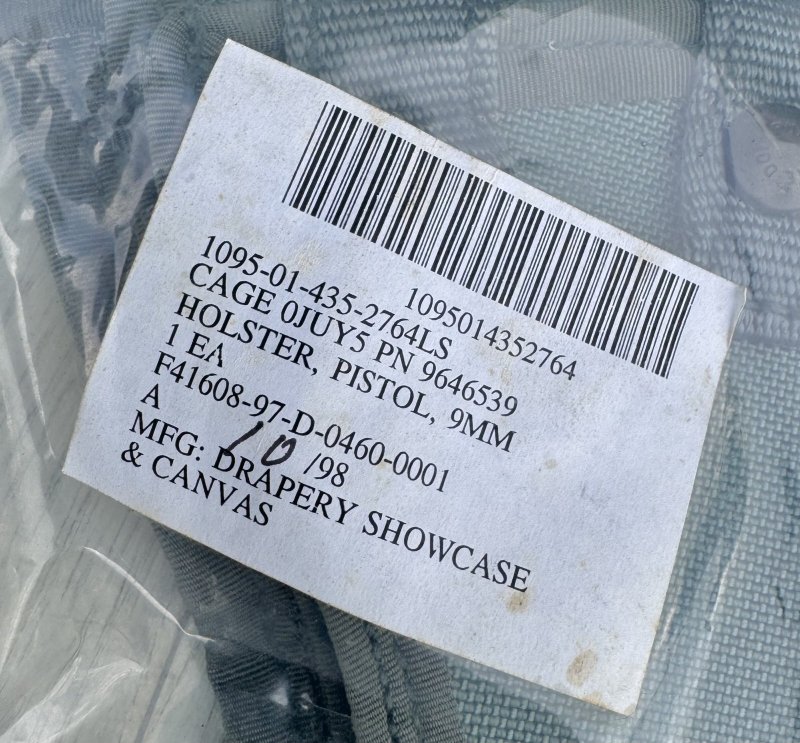 1095014352764
1095-01-435-2764LS
CAGE 0JUY5 PN 9646539
HOLSTER, PISTOL, 9MM
1 EA
F41608-97-D-0460-0001
A 10 /98
MFG: DRAPERY SHOWCASE
& CANVAS